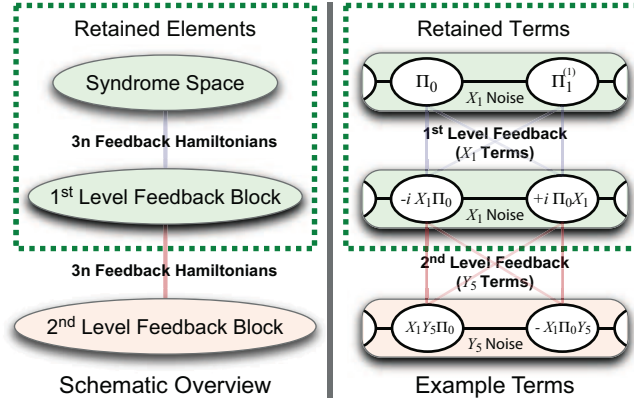 Retained Elements
Syndrome Space
3n Feedback Hamiltonians
1st Level Feedback Block
3n Feedback Hamiltonians
2nd Level Feedback Block
Schematic Overview
Retained Terms
Π₀ Π₁⁽¹⁾
X₁ Noise
1st Level Feedback
(X₁ Terms)
-i X₁Π₀ +i Π₀X₁
X₁ Noise
2nd Level Feedback
(Y₅ Terms)
X₁Y₅Π₀ - X₁Π₀Y₅
Y₅ Noise
Example Terms